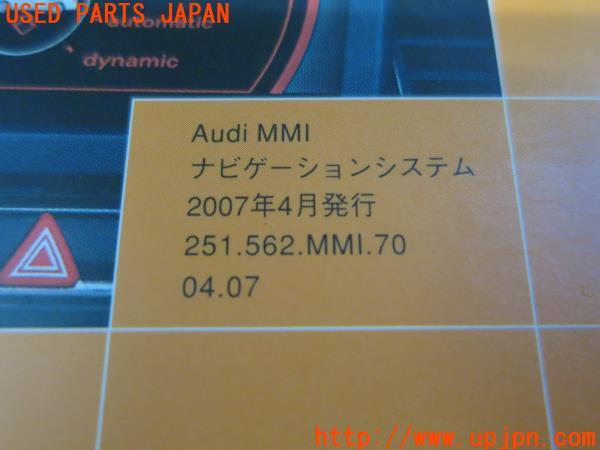 USED PARTS JAPAN
automatic
dynamic
Audi MMI
ナビゲーションシステム
2007年4月発行
251.562.MMI.70
04.07
http://www.upjpn.com